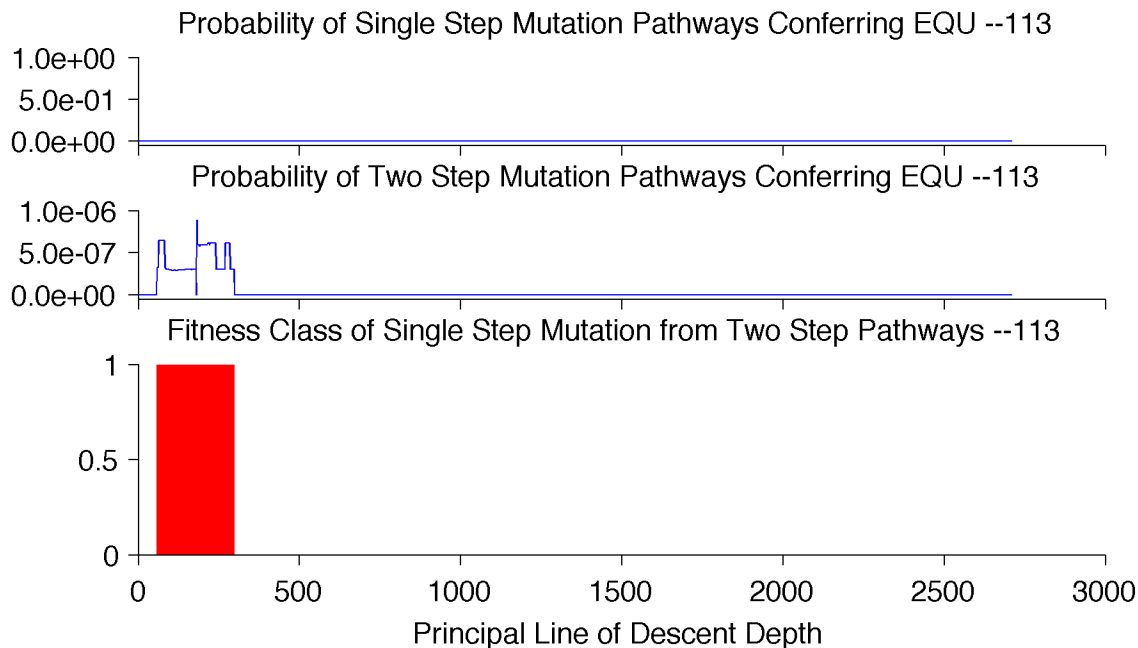 Probability of Single Step Mutation Pathways Conferring EQU --113
1.0e+00
5.0e-01
0.0e+00
Probability of Two Step Mutation Pathways Conferring EQU --113
1.0e-06
5.0e-07
0.0e+00
Fitness Class of Single Step Mutation from Two Step Pathways --113
1
0.5
0
0 500 1000 1500 2000 2500 3000
Principal Line of Descent Depth